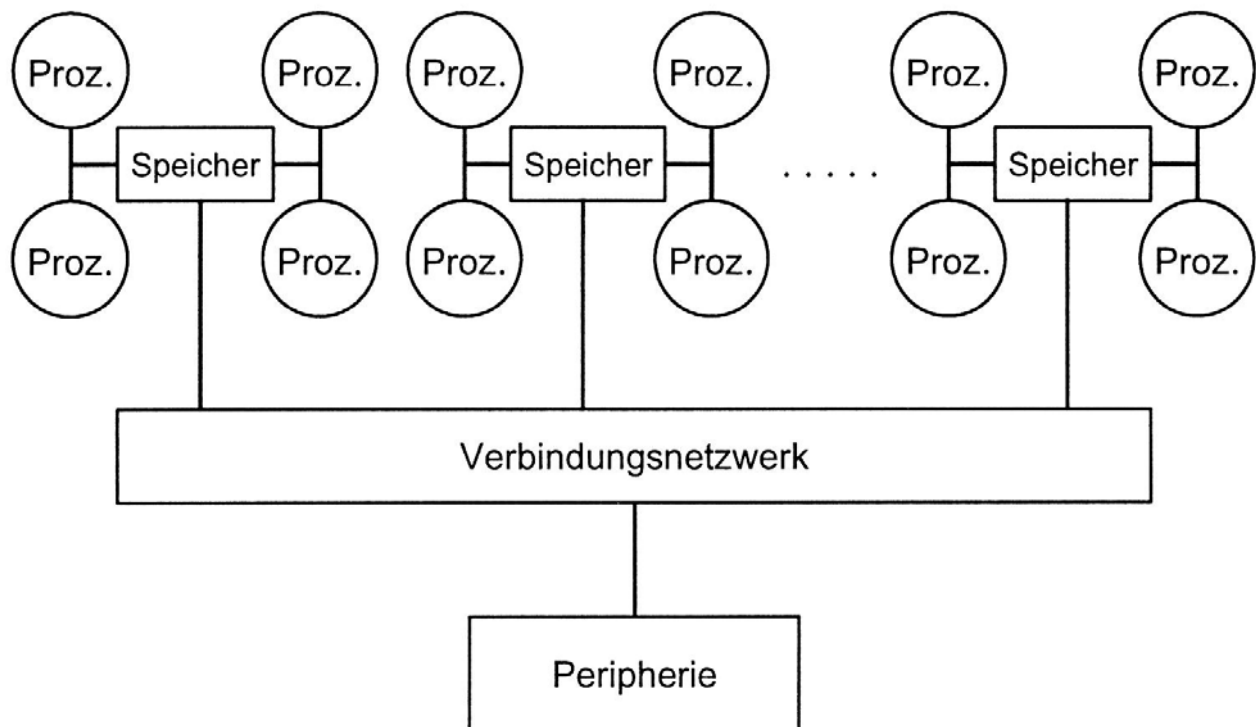 Proz. Proz. Proz. Proz. Proz. Proz.
Speicher Speicher . . . . . Speicher
Proz. Proz. Proz. Proz. Proz. Proz.
Verbindungsnetzwerk
Peripherie